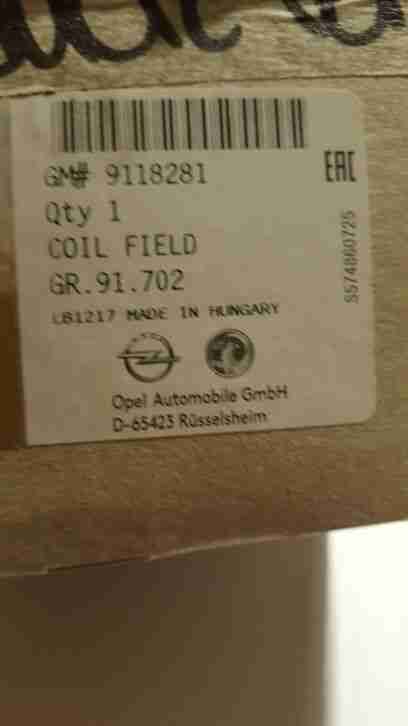 GM# 9118281
EAC
Qty 1
COIL FIELD
GR.91.702
S574860725
LB1217 MADE IN HUNGARY
Opel Automobile GmbH
D-65423 Rüsselsheim